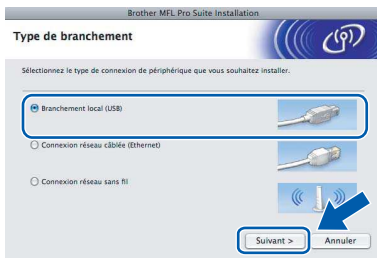 Brother MFL Pro Suite Installation
Type de branchement
Sélectionnez le type de connexion de périphérique que vous souhaitez installer.
Branchement local (USB)
Connexion réseau câblée (Ethernet)
Connexion réseau sans fil
Suivant >
Annuler